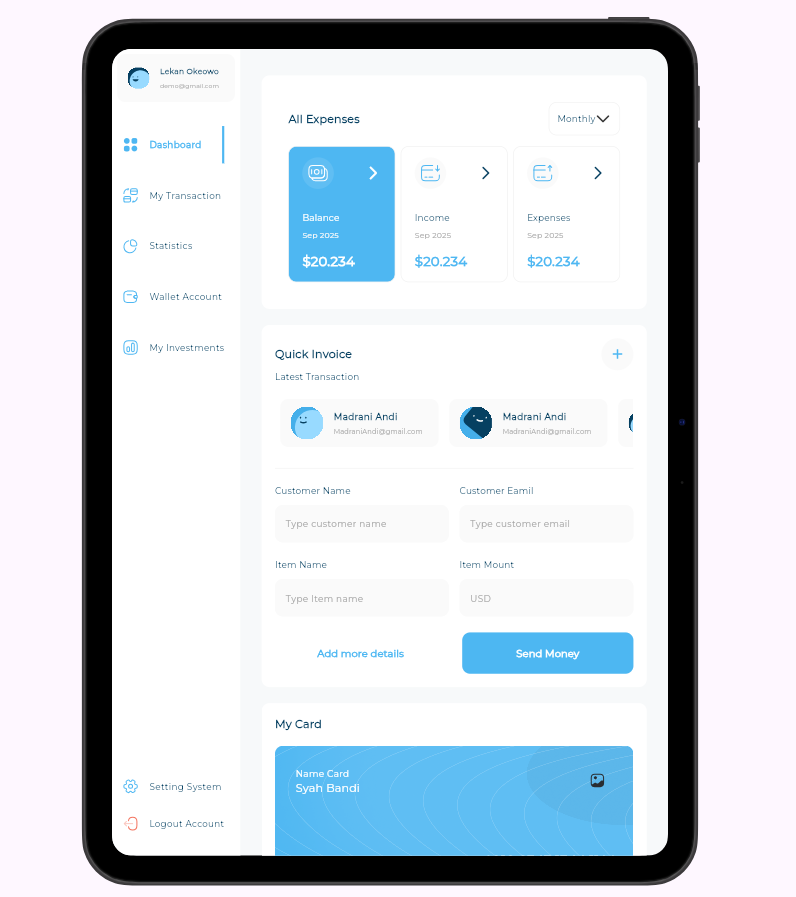 Lekan Okeowo
demo@gmail.com
Dashboard
My Transaction
Statistics
Wallet Account
My Investments
Setting System
Logout Account
All Expenses
Monthly
Balance
Sep 2025
$20.234
Income
Sep 2025
$20.234
Expenses
Sep 2025
$20.234
Quick Invoice
Latest Transaction
Madrani Andi
MadraniAndi@gmail.com
Madrani Andi
MadraniAndi@gmail.com
Customer Name
Customer Eamil
Type customer name
Type customer email
Item Name
Item Mount
Type Item name
USD
Add more details
Send Money
My Card
Name Card
Syah Bandi